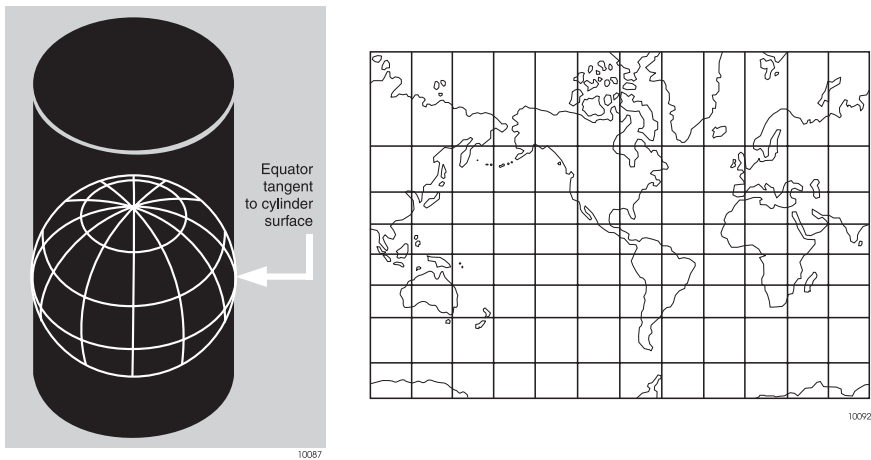 Equator
tangent
to cylinder
surface
10087
10092